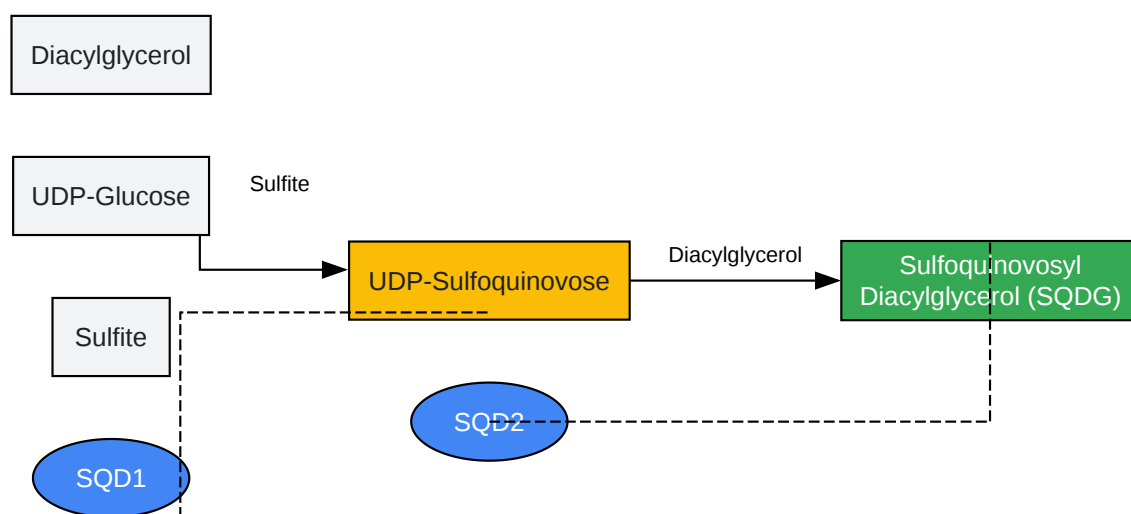 Diacylglycerol
UDP-Glucose
Sulfite
UDP-Sulfoquinovose
Diacylglycerol
Sulfoquinovosyl
Diacylglycerol (SQDG)
Sulfite
SQD2
SQD1